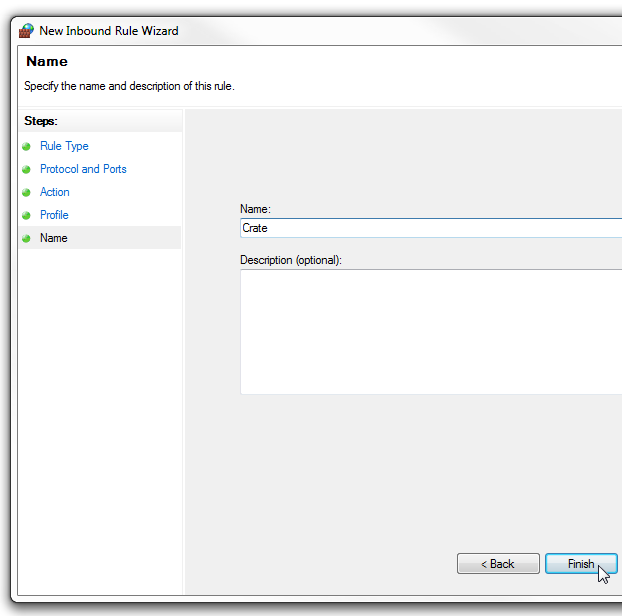 New Inbound Rule Wizard
Name
Specify the name and description of this rule.
Steps:
Rule Type
Protocol and Ports
Action
Profile
Name
Name:
Crate
Description (optional):
< Back
Finish